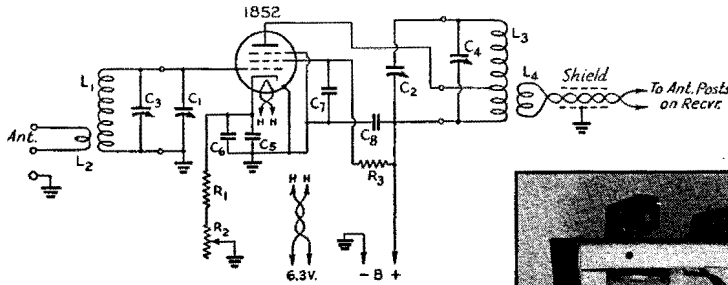 1852
L1
C3
C1
Ant.
L2
H H
C6
C5
C7
C8
R1
R2
R3
H H
6.3V.
- B +
C2
C4
L3
L4
Shield
To Ant. Posts
on Recvr.